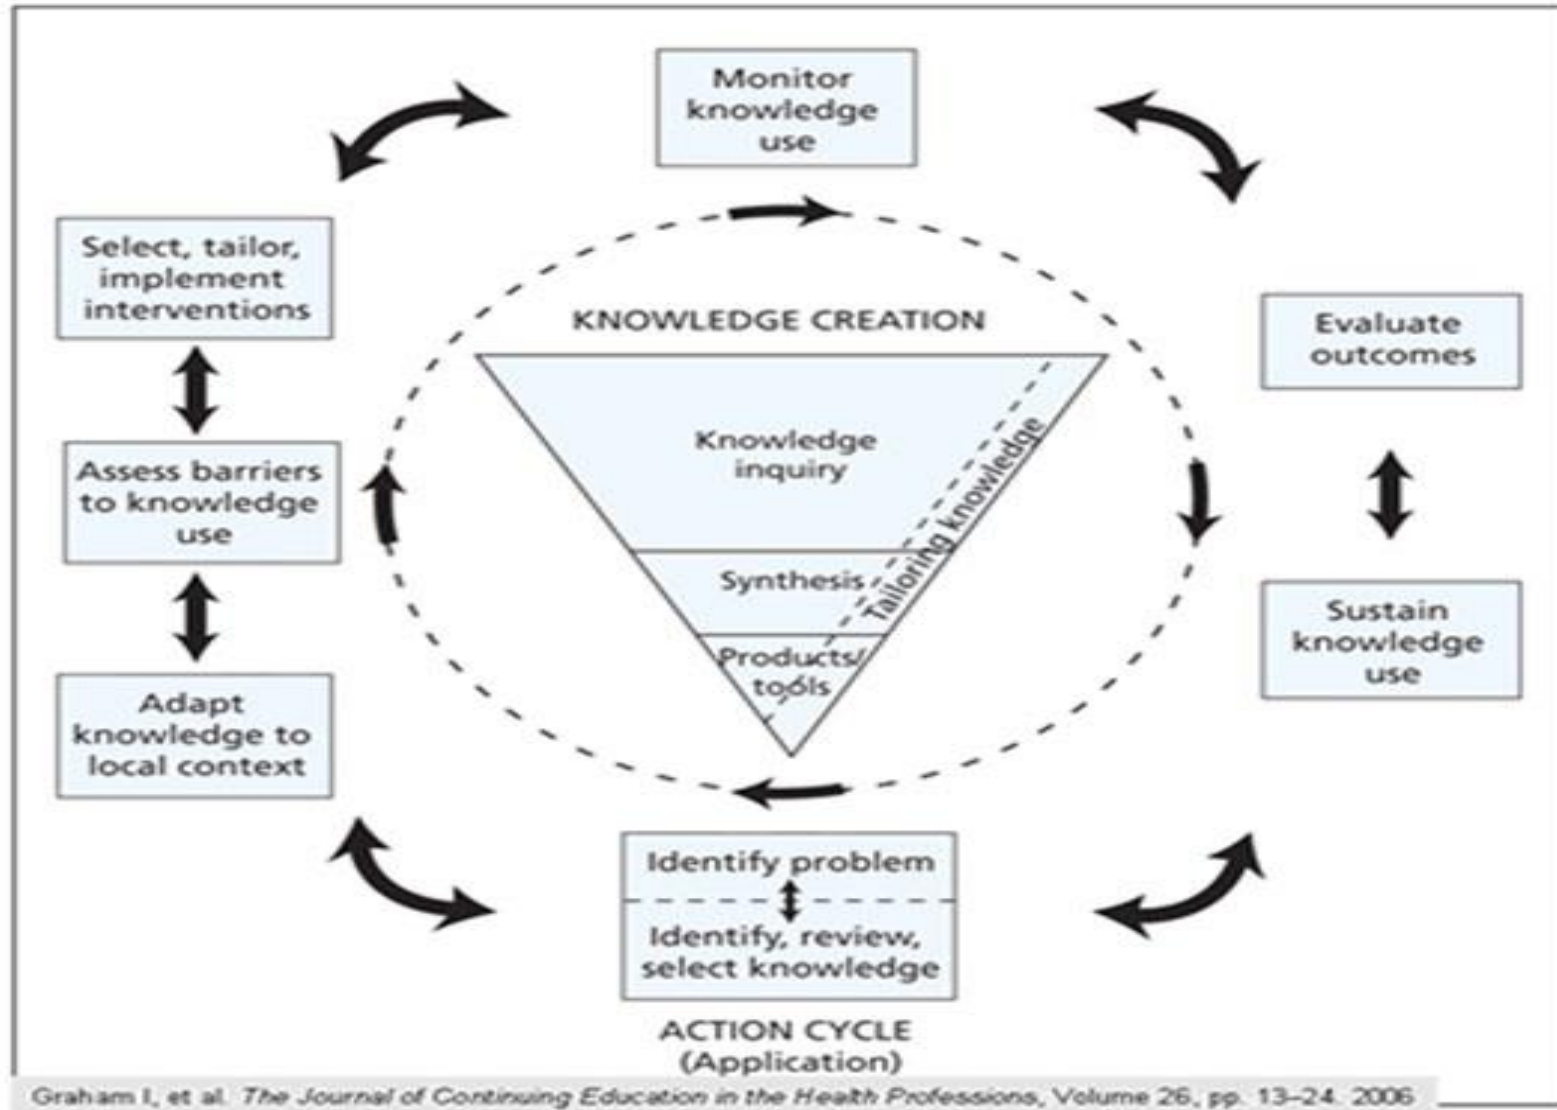 Monitor
knowledge
use
Select, tailor,
implement
interventions
KNOWLEDGE CREATION
Evaluate
outcomes
Knowledge
inquiry
Tailoring knowledge
Assess barriers
to knowledge
use
Synthesis
Sustain
knowledge
use
Products/
tools
Adapt
knowledge to
local context
Identify problem
Identify, review,
select knowledge
ACTION CYCLE
(Application)
Graham I, et al. The Journal of Continuing Education in the Health Professions, Volume 26, pp. 13–24. 2006